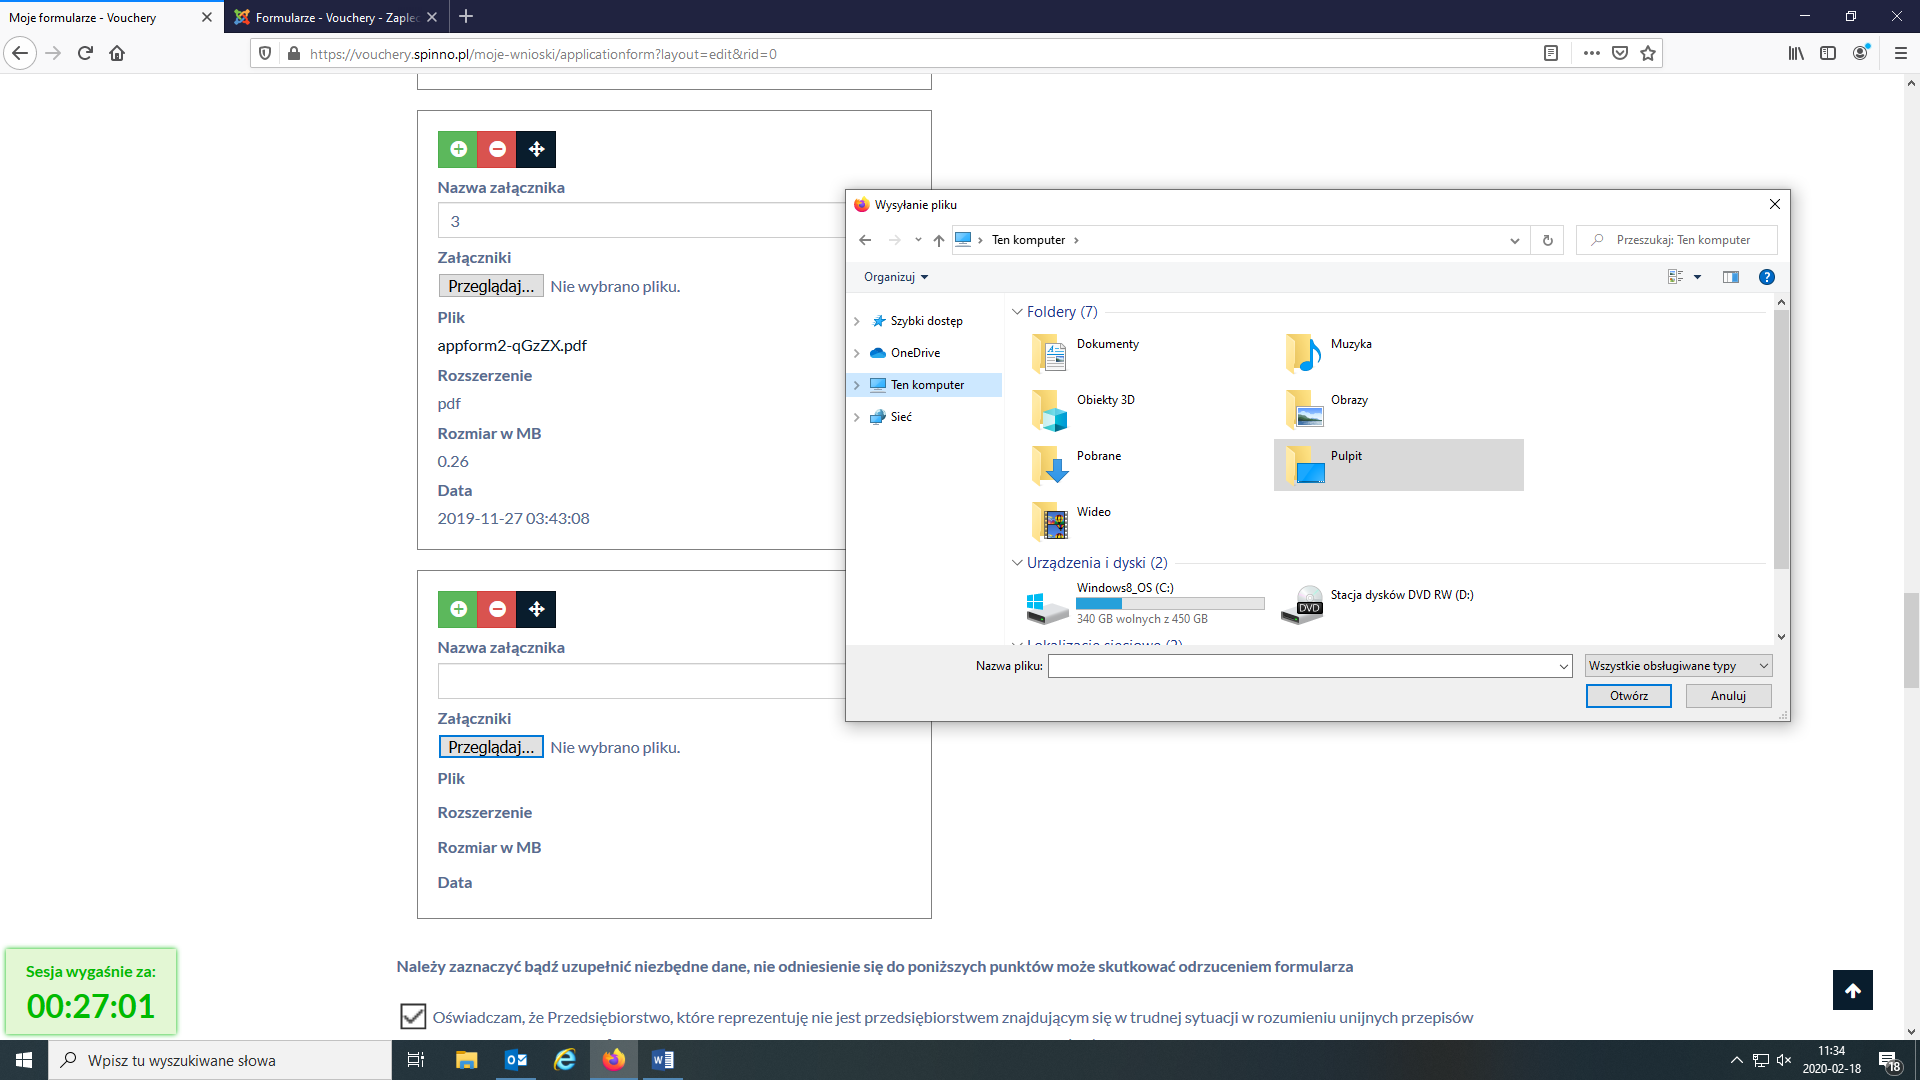 Moje formularze - Vouchery
Formularze - Vouchery - Zaple
https://vouchery.spinno.pl/moje-wnioski/applicationform?layout=edit&rid=0
Nazwa załącznika
3
Załączniki
Przeglądaj... Nie wybrano pliku.
Plik
appform2-qGzZX.pdf
Rozszerzenie
pdf
Rozmiar w MB
0.26
Data
2019-11-27 03:43:08
Nazwa załącznika
Załączniki
Przeglądaj... Nie wybrano pliku.
Plik
Rozszerzenie
Rozmiar w MB
Data
Wysyłanie pliku
Ten komputer
Przeszukaj: Ten komputer
Organizuj
Szybki dostęp
OneDrive
Ten komputer
Sieć
Foldery (7)
Dokumenty
Muzyka
Obiekty 3D
Obrazy
Pobrane
Pulpit
Wideo
Urządzenia i dyski (2)
Windows8_OS (C:)
340 GB wolnych z 450 GB
DVD
Stacja dysków DVD RW (D:)
Lokalizacje sieciowe (2)
Nazwa pliku:
Wszystkie obsługiwane typy
Otwórz
Anuluj
Sesja wygaśnie za:
00:27:01
Należy zaznaczyć bądź uzupełnić niezbędne dane, nie odniesienie się do poniższych punktów może skutkować odrzuceniem formularza
Oświadczam, że Przedsiębiorstwo, które reprezentuję nie jest przedsiębiorstwem znajdującym się w trudnej sytuacji w rozumieniu unijnych przepisów
Wpisz tu wyszukiwane słowa
11:34
2020-02-18
18